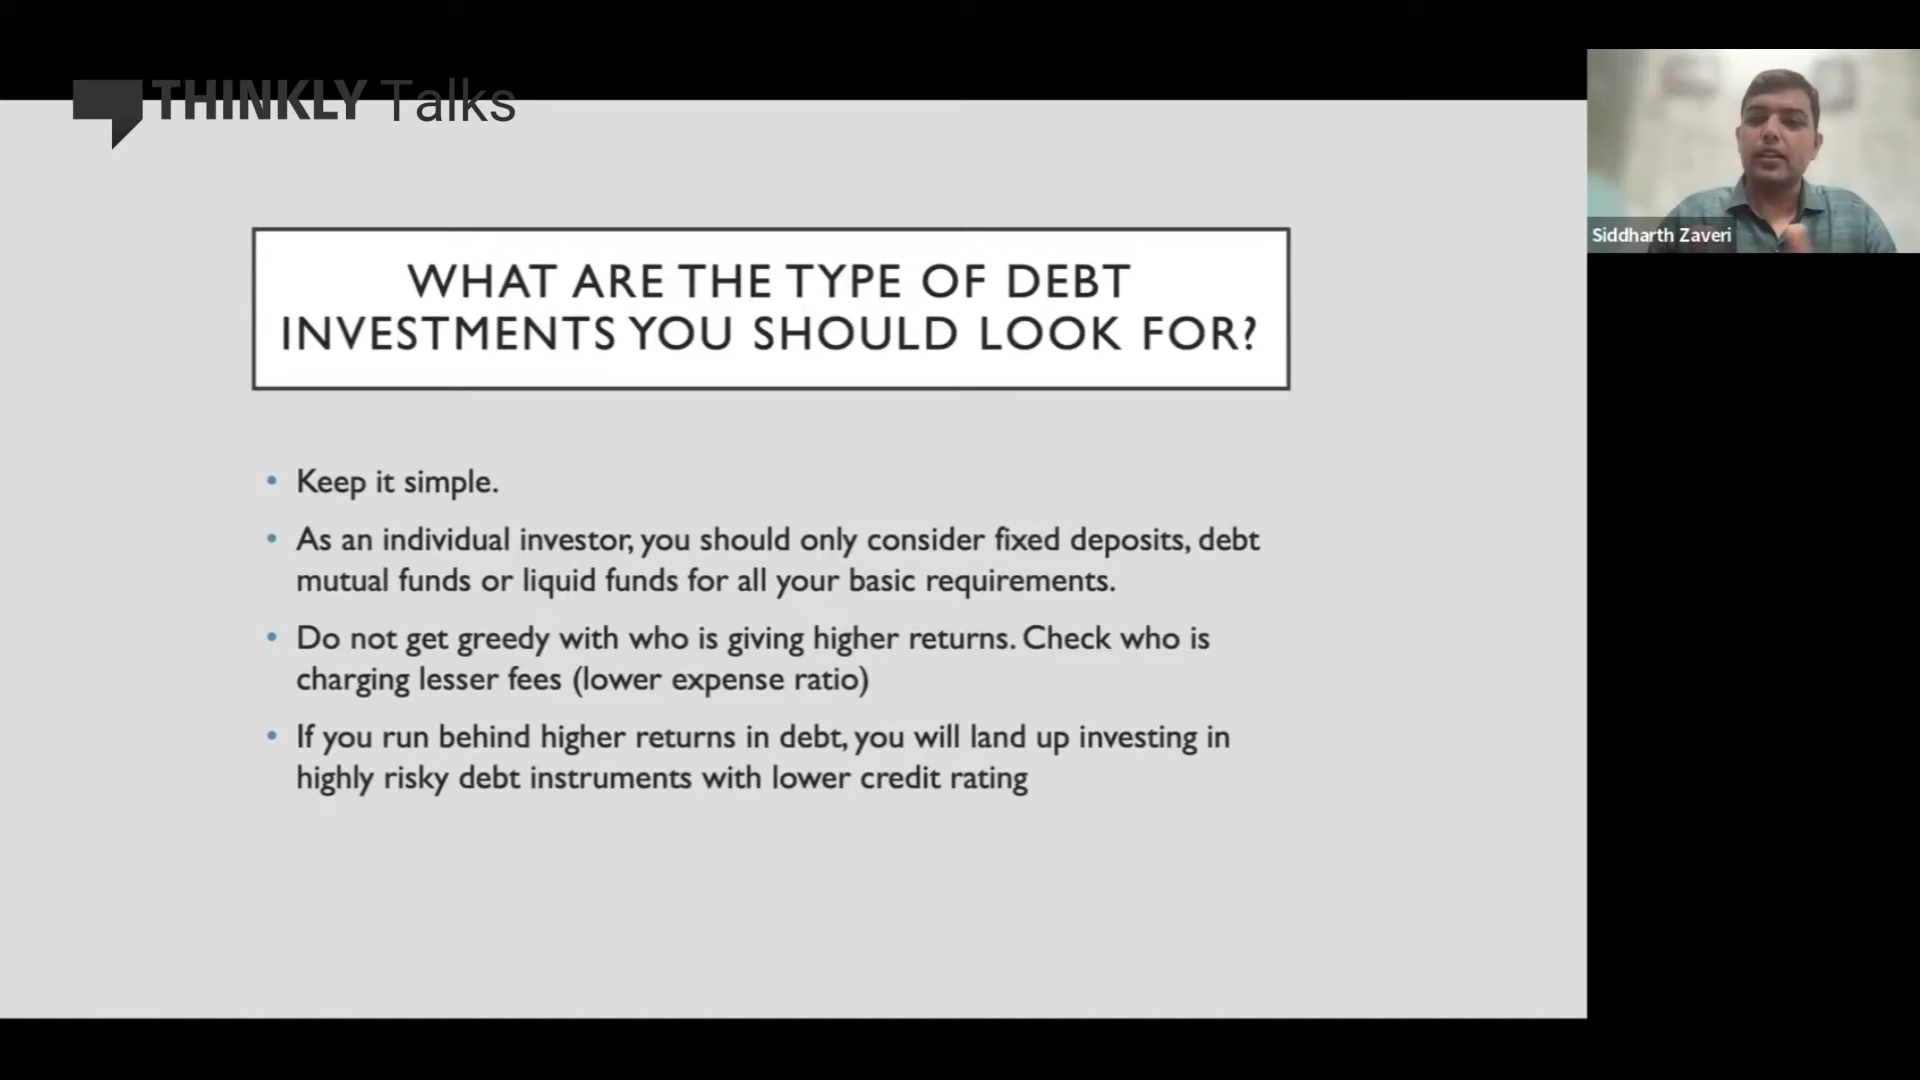 THINKLY Talks
Siddharth Zaveri
WHAT ARE THE TYPE OF DEBT
INVESTMENTS YOU SHOULD LOOK FOR?
• Keep it simple.
• As an individual investor, you should only consider fixed deposits, debt
mutual funds or liquid funds for all your basic requirements.
• Do not get greedy with who is giving higher returns. Check who is
charging lesser fees (lower expense ratio)
• If you run behind higher returns in debt, you will land up investing in
highly risky debt instruments with lower credit rating